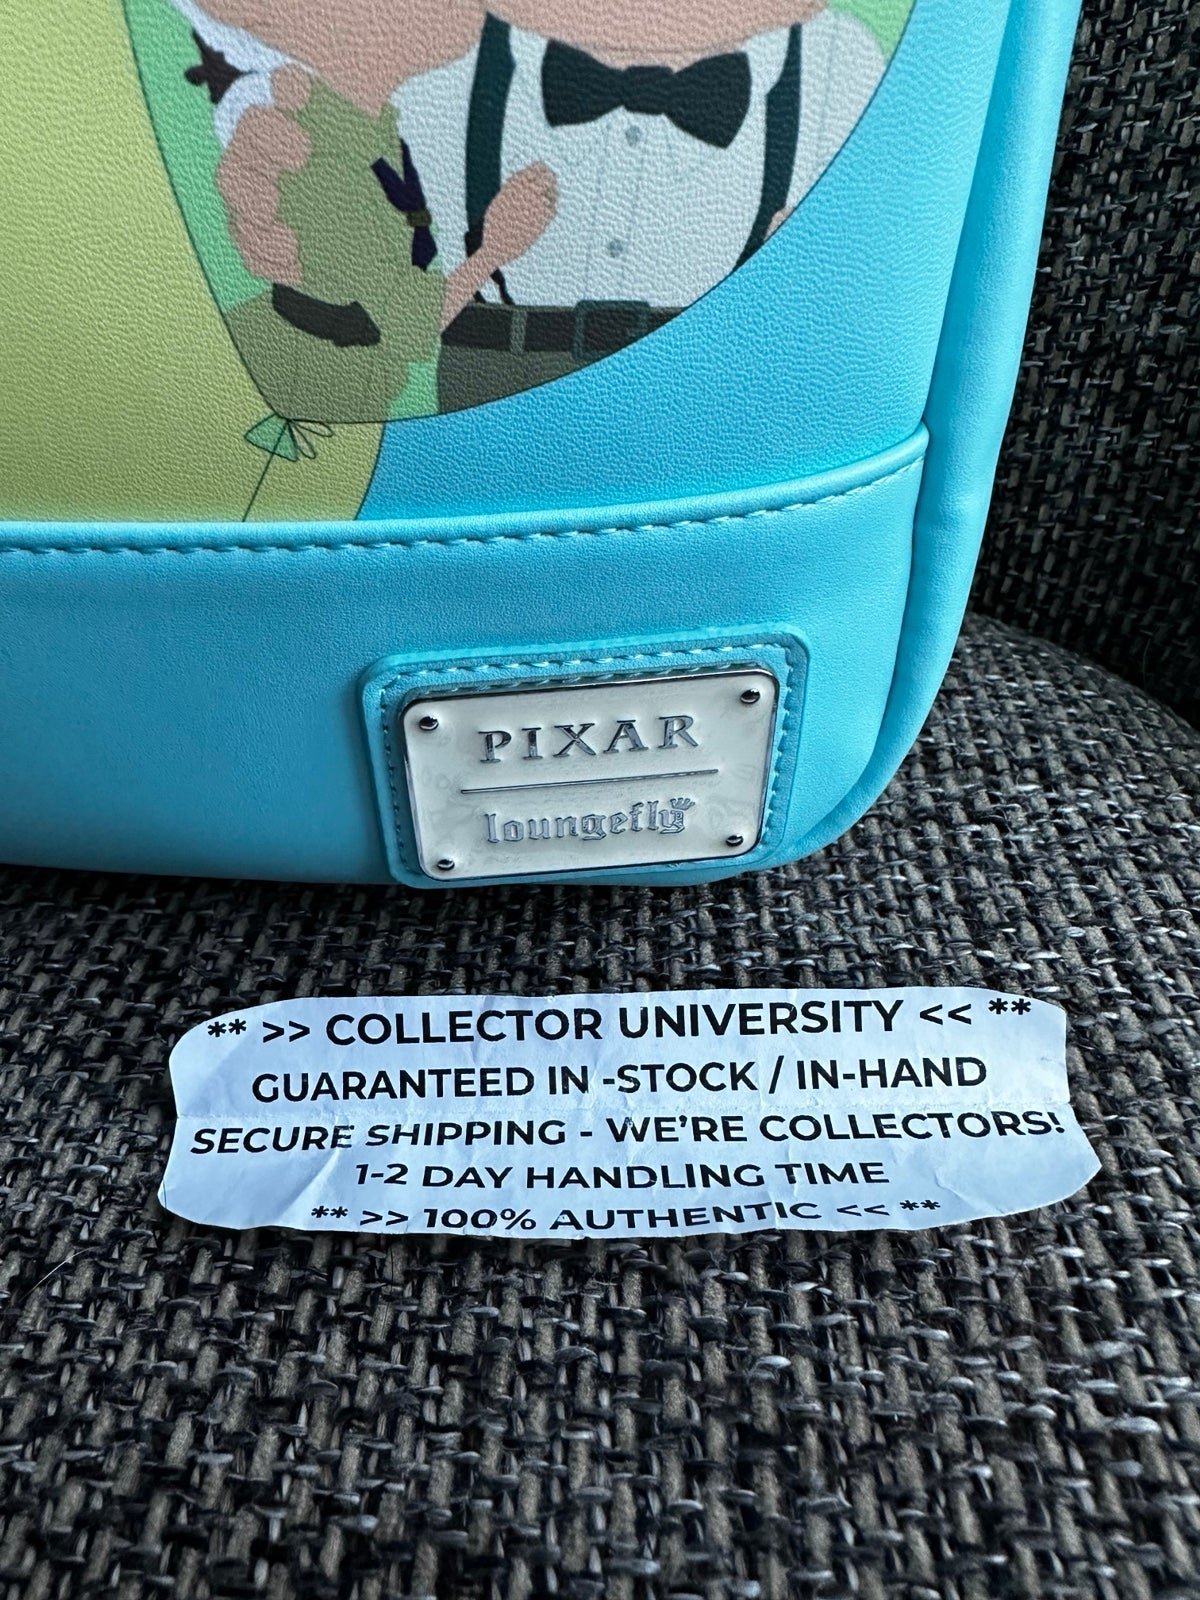 PIXAR
loungefly
** >> COLLECTOR UNIVERSITY << **
GUARANTEED IN -STOCK / IN-HAND
SECURE SHIPPING - WE'RE COLLECTORS!
1-2 DAY HANDLING TIME
** >> 100% AUTHENTIC << **